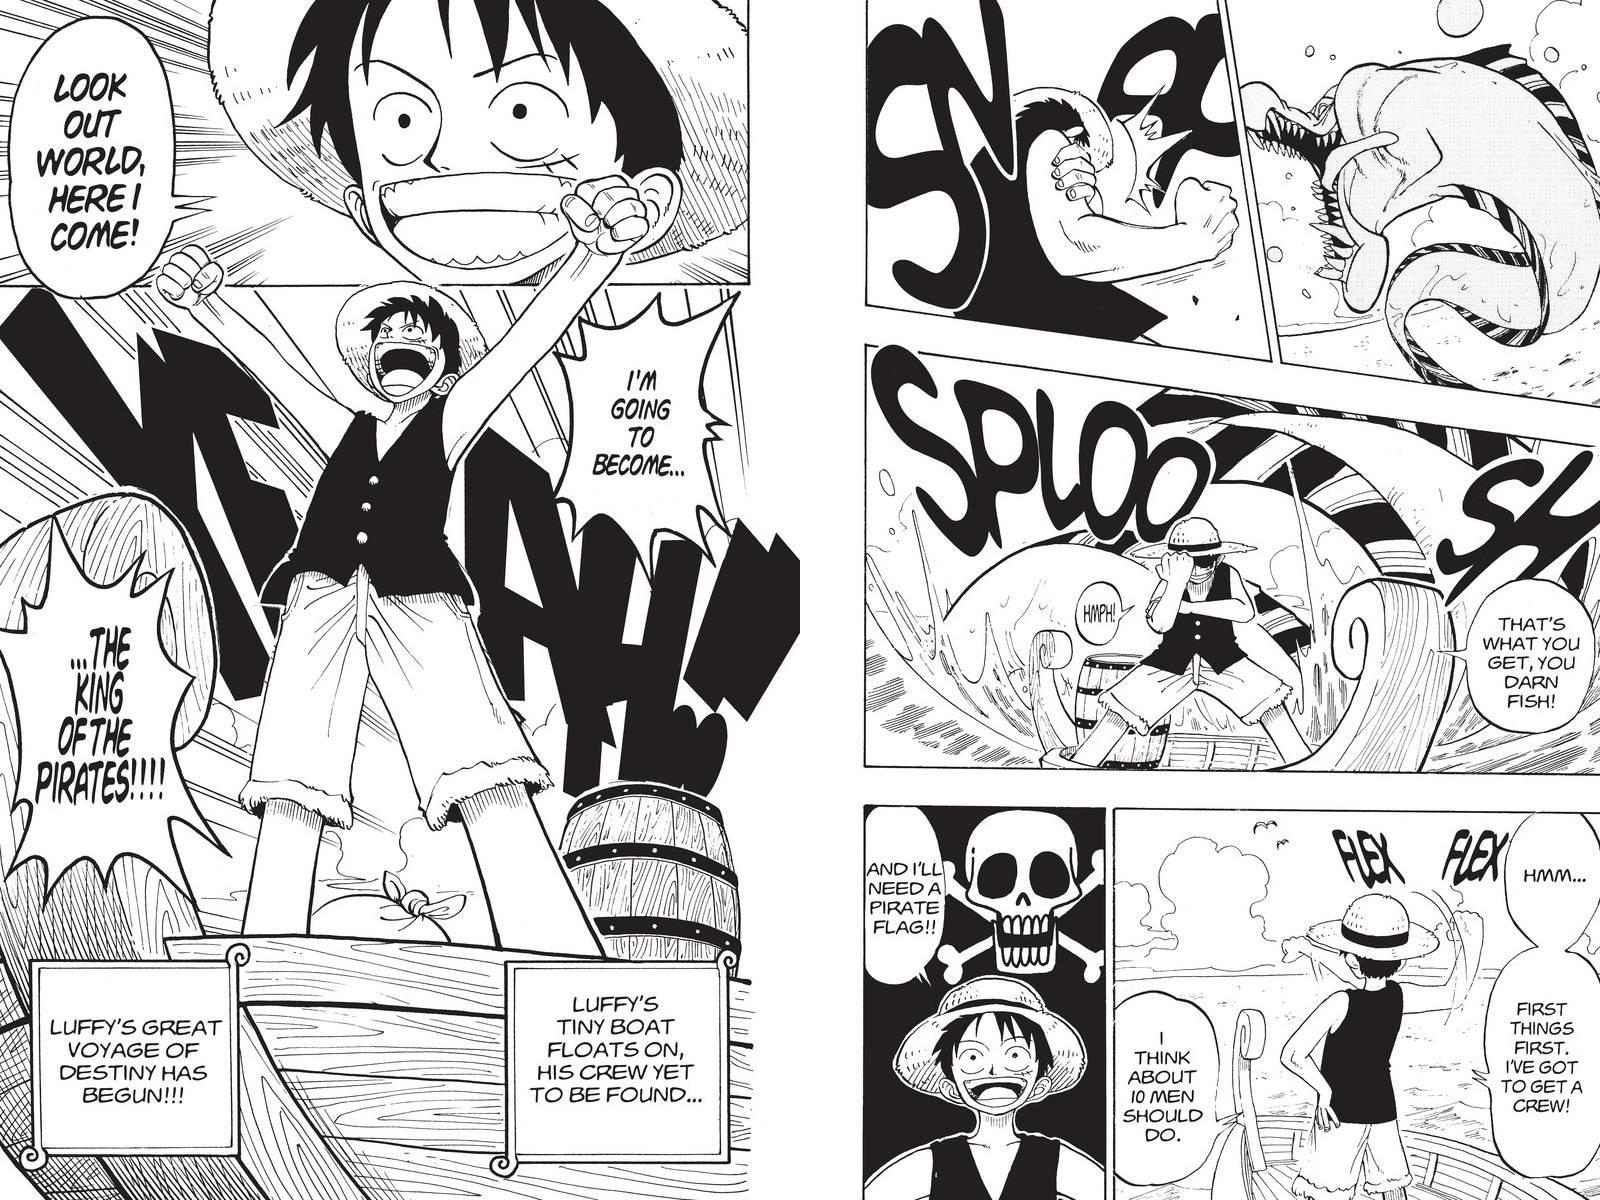 SN
SPLOO
SH
THAT'S
WHAT YOU
GET, YOU
DARN
FISH!
HMPH!
HMM...
FIRST
THINGS
FIRST.
I'VE GOT
TO GET A
CREW!
FLEX
FLEX
I
THINK
ABOUT
10 MEN
SHOULD
DO.
AND I'LL
NEED A
PIRATE
FLAG!!
LOOK
OUT
WORLD,
HERE I
COME!
I'M
GOING
TO
BECOME...
YEAH!!
...THE
KING
OF THE
PIRATES!!!!
LUFFY'S
TINY BOAT
FLOATS ON,
HIS CREW YET
TO BE FOUND...
LUFFY'S GREAT
VOYAGE OF
DESTINY HAS
BEGUN!!!